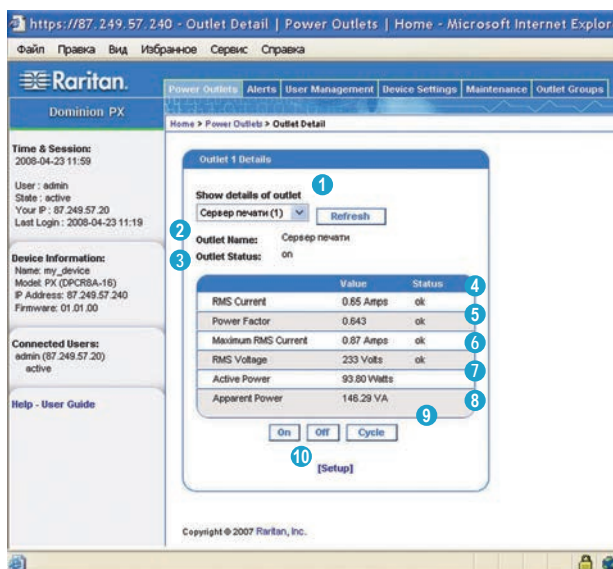 https://87.249.57.240 - Outlet Detail | Power Outlets | Home - Microsoft Internet Explor
Файл Правка Вид Избранное Сервис Справка
Raritan.
Dominion PX
Power Outlets Alerts User Management Device Settings Maintenance Outlet Groups
Home > Power Outlets > Outlet Detail
Time & Session:
2008-04-23 11:59
User : admin
State : active
Your IP : 87.249.57.20
Last Login : 2008-04-23 11:19
Device Information:
Name: my_device
Model: PX (DPCR8A-16)
IP Address: 87.249.57.240
Firmware: 01.01.00
Connected Users:
admin (87.249.57.20)
active
Help - User Guide
Outlet 1 Details
1
Show details of outlet
Сервер печати (1) Refresh
2
Outlet Name: Сервер печати
3 Outlet Status: on
Value Status 4
RMS Current 0.65 Amps ok
5
Power Factor 0.643 ok
Maximum RMS Current 0.87 Amps ok 6
RMS Voltage 233 Volts ok
7
Active Power 93.80 Watts
Apparent Power 146.29 VA 8
9
On Off Cycle
10
[Setup]
Copyright © 2007 Raritan, Inc.